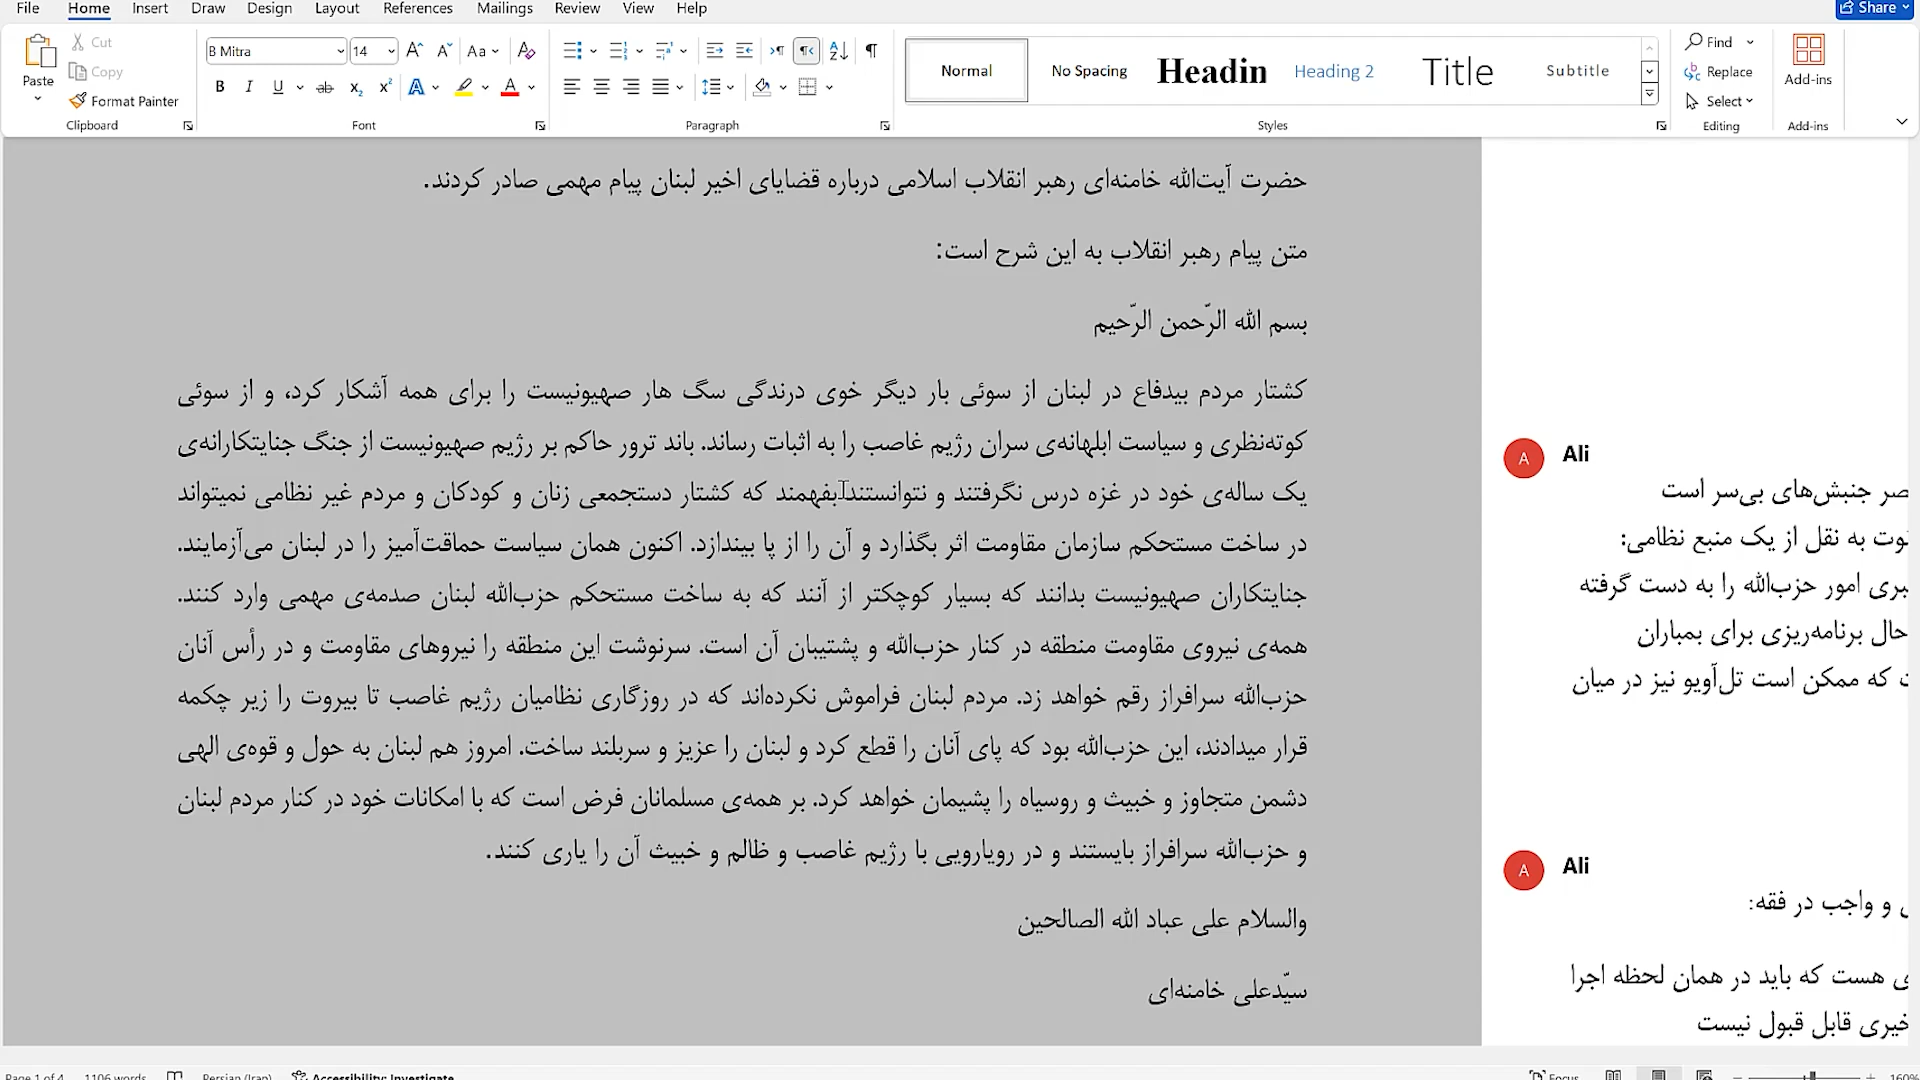 File Home Insert Draw Design Layout References Mailings Review View Help Share
Paste Cut Copy Format Painter Clipboard
B Mitra 14 Font
Paragraph
Normal No Spacing Headin Heading 2 Title Subtitle Styles
Find Replace Select Editing
Add-ins Add-ins
حضرت آیت‌الله خامنه‌ای رهبر انقلاب اسلامی درباره قضایای اخیر لبنان پیام مهمی صادر کردند.
متن پیام رهبر انقلاب به این شرح است:
بسم الله الرّحمن الرّحیم
کشتار مردم بیدفاع در لبنان از سوئی بار دیگر خوی درندگی سگ هار صهیونیست را برای همه آشکار کرد، و از سوئی
کوته‌نظری و سیاست ابلهانه‌ی سران رژیم غاصب را به اثبات رساند. باند ترور حاکم بر رژیم صهیونیست از جنگ جنایتکارانه‌ی
یک ساله‌ی خود در غزه درس نگرفتند و نتوانستند بفهمند که کشتار دستجمعی زنان و کودکان و مردم غیر نظامی نمیتواند
در ساخت مستحکم سازمان مقاومت اثر بگذارد و آن را از پا بیندازد. اکنون همان سیاست حماقت‌آمیز را در لبنان می‌آزمایند.
جنایتکاران صهیونیست بدانند که بسیار کوچکتر از آنند که به ساخت مستحکم حزب‌الله لبنان صدمه‌ی مهمی وارد کنند.
همه‌ی نیروی مقاومت منطقه در کنار حزب‌الله و پشتیبان آن است. سرنوشت این منطقه را نیروهای مقاومت و در رأس آنان
حزب‌الله سرافراز رقم خواهد زد. مردم لبنان فراموش نکرده‌اند که در روزگاری نظامیان رژیم غاصب تا بیروت را زیر چکمه
قرار میدادند، این حزب‌الله بود که پای آنان را قطع کرد و لبنان را عزیز و سربلند ساخت. امروز هم لبنان به حول و قوه‌ی الهی
دشمن متجاوز و خبیث و روسیاه را پشیمان خواهد کرد. بر همه‌ی مسلمانان فرض است که با امکانات خود در کنار مردم لبنان
و حزب‌الله سرافراز بایستند و در رویارویی با رژیم غاصب و ظالم و خبیث آن را یاری کنند.
والسلام علی عباد الله الصالحین
سیّدعلی خامنه‌ای
A Ali
جنبش‌های بی‌سر است
به نقل از یک منبع نظامی:
امور حزب‌الله را به دست گرفته
حال برنامه‌ریزی برای بمباران
که ممکن است تل‌آویو نیز در میان
A Ali
و واجب در فقه:
هست که باید در همان لحظه اجرا
قابل قبول نیست
Page 1 of 4 1106 words Persian (Iran) Accessibility: Investigate Focus 160%